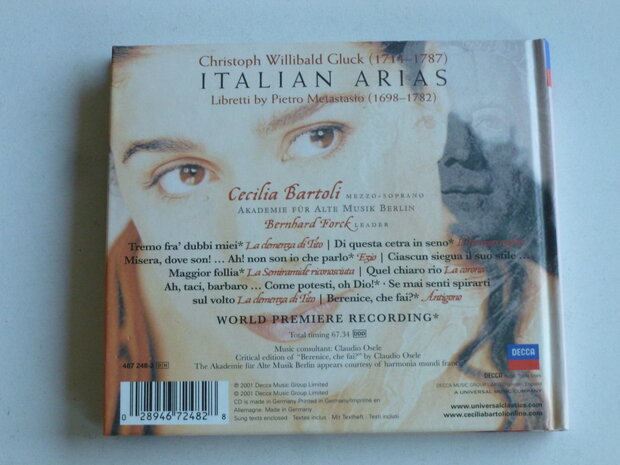 Christoph Willibald Gluck (1714–1787)
ITALIAN ARIAS
Libretti by Pietro Metastasio (1698–1782)
Cecilia Bartoli MEZZO-SOPRANO
AKADEMIE FÜR ALTE MUSIK BERLIN
Bernhard Forck LEADER
Tremo fra' dubbi miei* La clemenza di Tito | Di questa cetra in seno*
Misera, dove son! ... Ah! non son io che parlo* Ezio | Ciascun siegua il suo stile ...
Maggior follia* La Semiramide riconosciuta | Quel chiaro rio La corona
Ah, taci, barbaro ... Come potesti, oh Dio!* · Se mai senti spirarti
sul volto La clemenza di Tito | Berenice, che fai?* Antigono
WORLD PREMIERE RECORDING*
Total timing 67.34 DDD
Music consultant: Claudio Osele
Critical edition of "Berenice, che fai?" by Claudio Osele
The Akademie für Alte Musik Berlin appears courtesy of harmonia mundi france
467 248-2
℗ 2001 Decca Music Group Limited
© 2001 Decca Music Group Limited
CD is made in Germany·Printed in Germany/Imprimé en
Allemagne. Made in Germany
Sung texts enclosed · Textes inclus · Mit Textheft · Testi inclusi
0 28946 72482 8
DECCA
DECCA
A UNIVERSAL MUSIC COMPANY
www.universalclassics.com
www.ceciliabartolionline.com